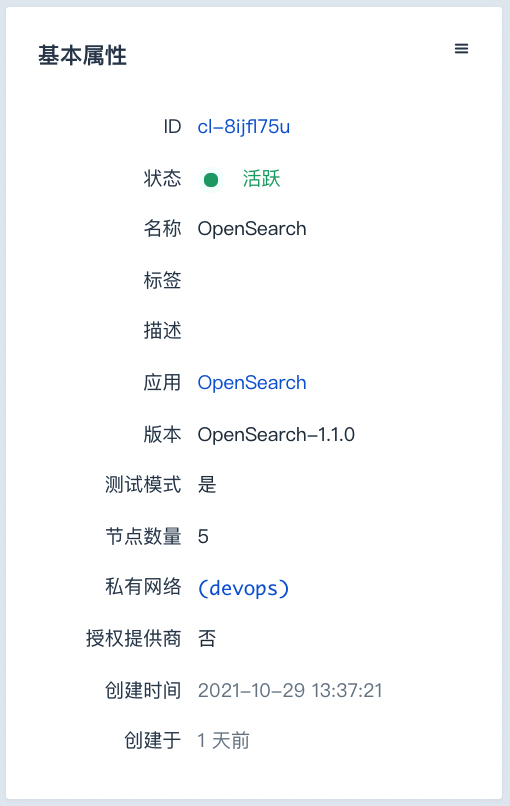 基本属性
ID cl-8ijfl75u
状态 活跃
名称 OpenSearch
标签
描述
应用 OpenSearch
版本 OpenSearch-1.1.0
测试模式 是
节点数量 5
私有网络 (devops)
授权提供商 否
创建时间 2021-10-29 13:37:21
创建于 1 天前